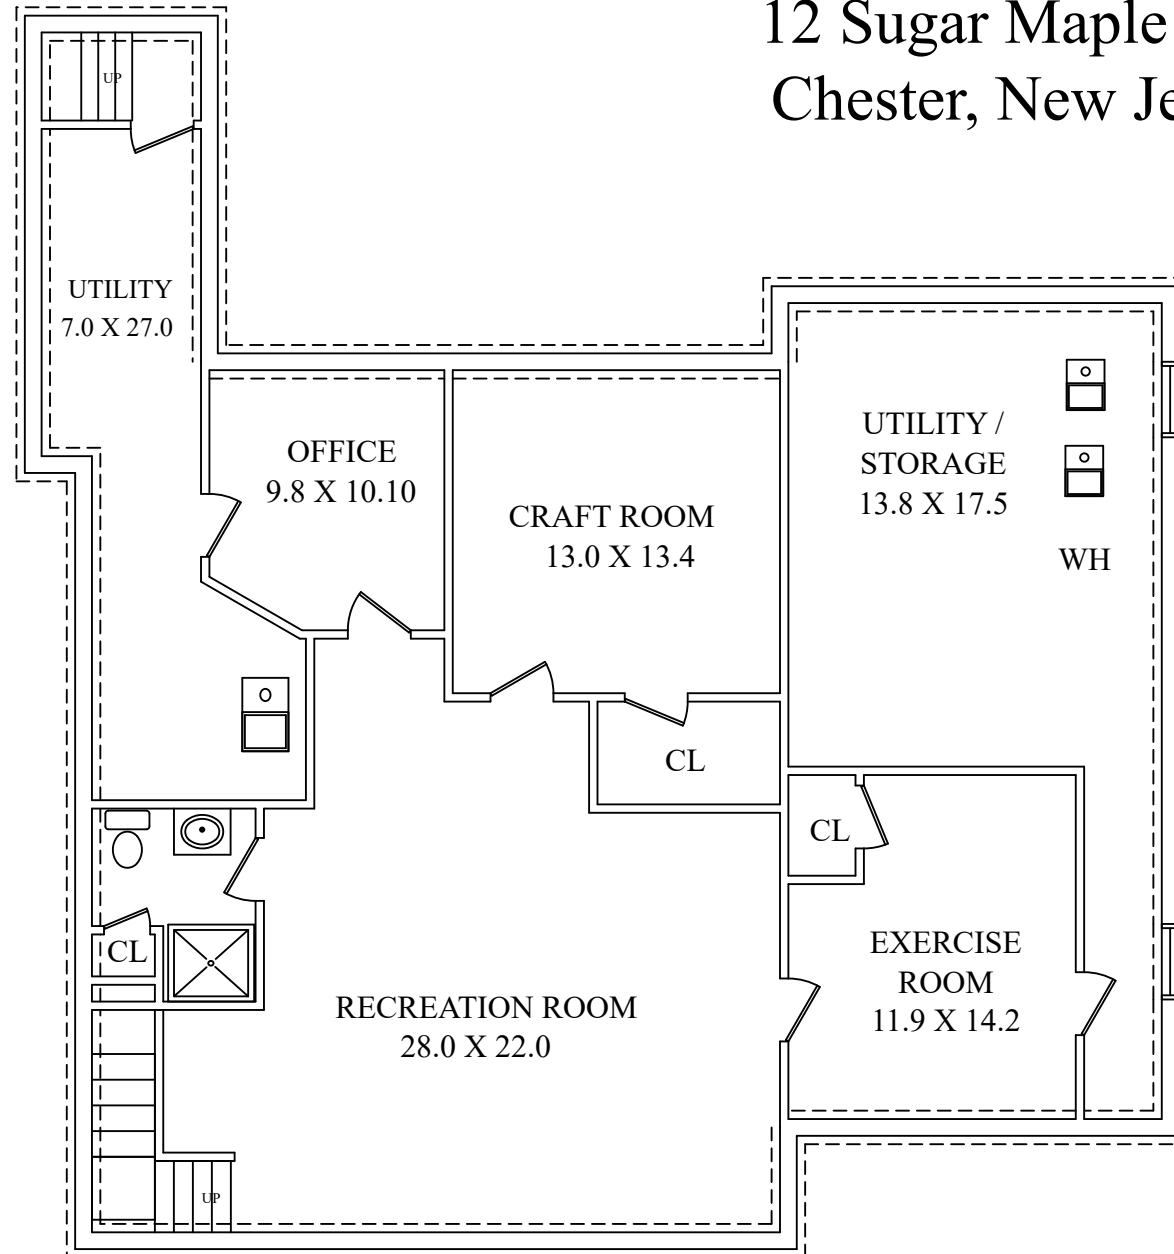 12 Sugar Maple
Chester, New Je
UP
UTILITY
7.0 X 27.0
OFFICE
9.8 X 10.10
CRAFT ROOM
13.0 X 13.4
UTILITY /
STORAGE
13.8 X 17.5
WH
CL
CL
CL
EXERCISE
ROOM
11.9 X 14.2
RECREATION ROOM
28.0 X 22.0
UP